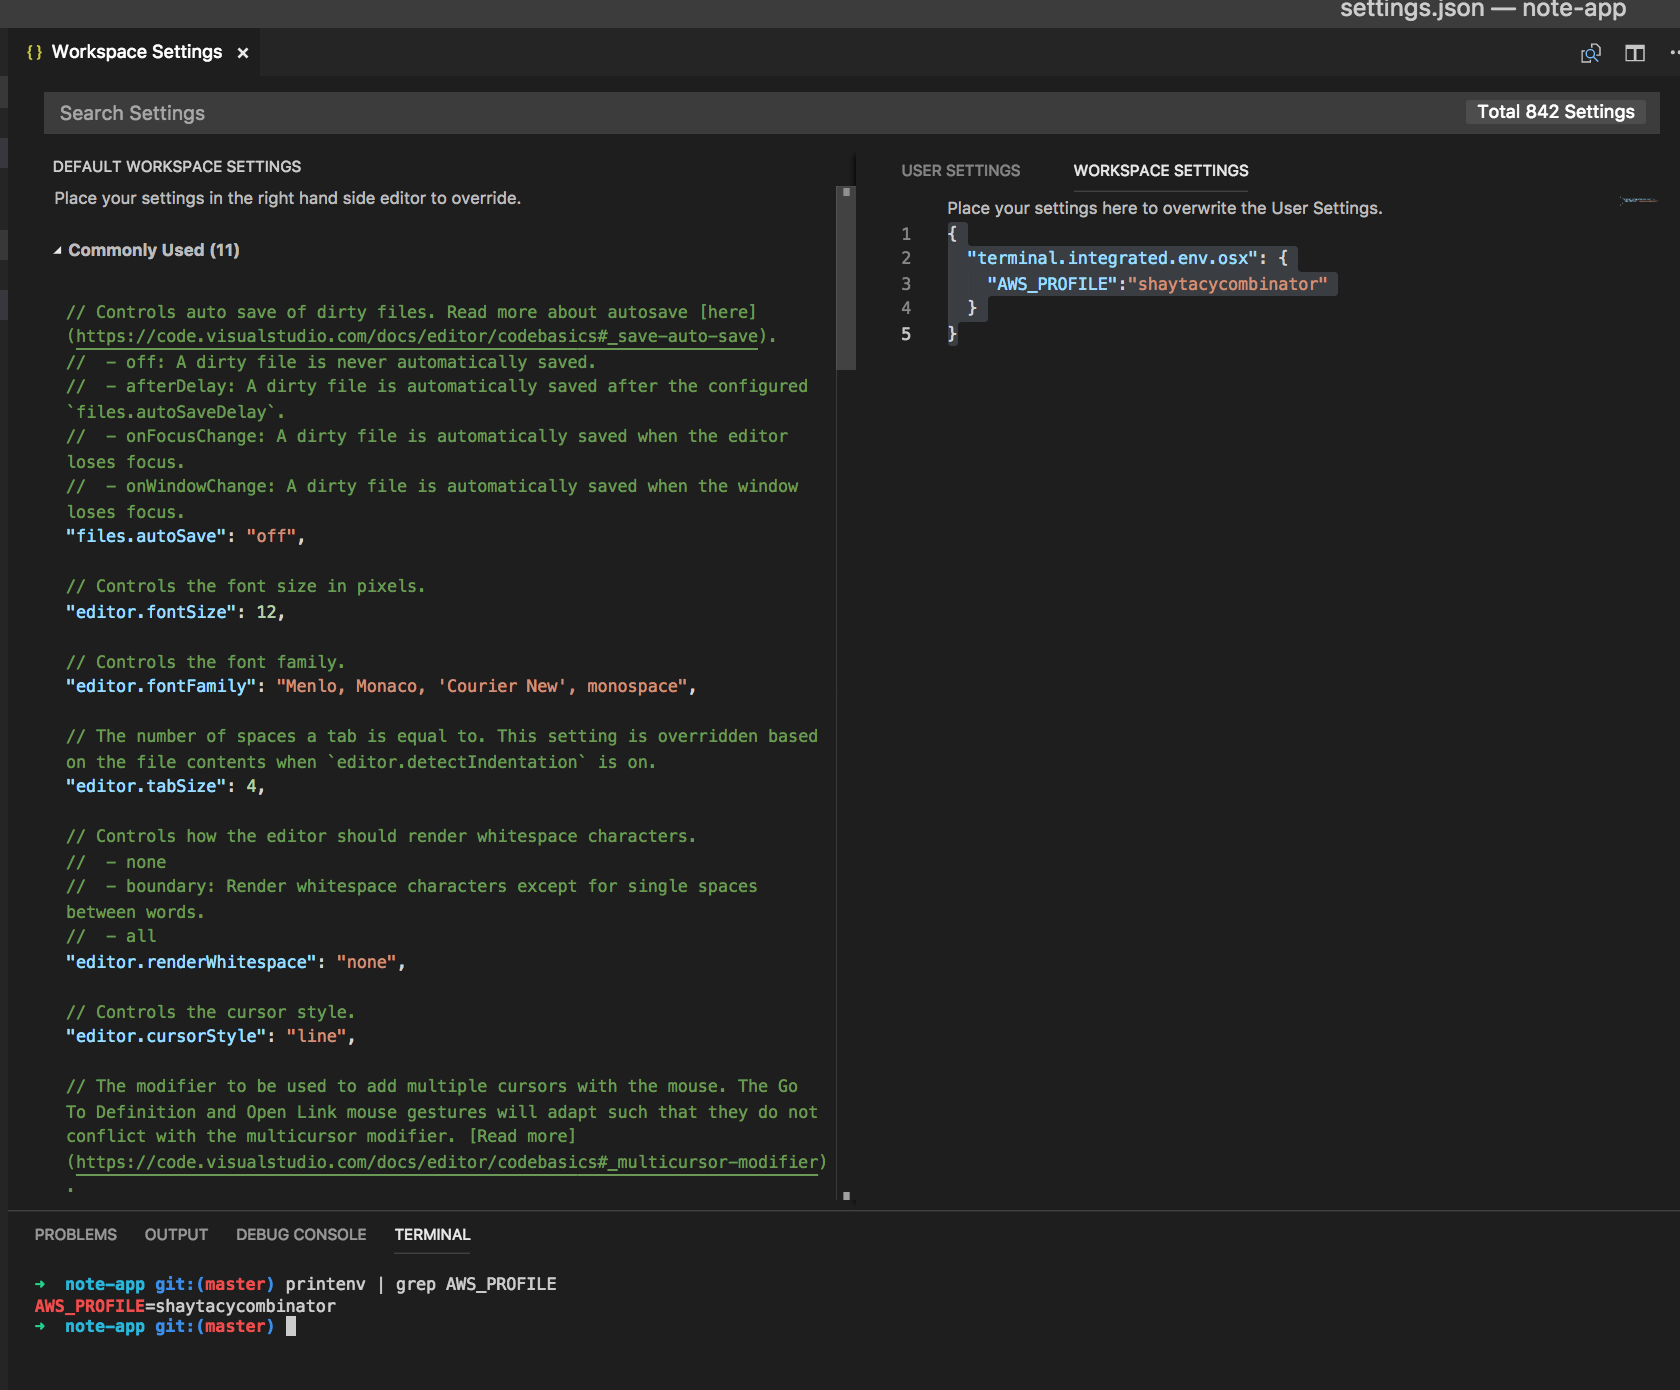 settings.json — note-app
{} Workspace Settings ×
Search Settings
Total 842 Settings
DEFAULT WORKSPACE SETTINGS
Place your settings in the right hand side editor to override.
Commonly Used (11)
// Controls auto save of dirty files. Read more about autosave [here]
(https://code.visualstudio.com/docs/editor/codebasics#_save-auto-save).
//  - off: A dirty file is never automatically saved.
//  - afterDelay: A dirty file is automatically saved after the configured
`files.autoSaveDelay`.
//  - onFocusChange: A dirty file is automatically saved when the editor
loses focus.
//  - onWindowChange: A dirty file is automatically saved when the window
loses focus.
"files.autoSave": "off",
// Controls the font size in pixels.
"editor.fontSize": 12,
// Controls the font family.
"editor.fontFamily": "Menlo, Monaco, 'Courier New', monospace",
// The number of spaces a tab is equal to. This setting is overridden based
on the file contents when `editor.detectIndentation` is on.
"editor.tabSize": 4,
// Controls how the editor should render whitespace characters.
//  - none
//  - boundary: Render whitespace characters except for single spaces
between words.
//  - all
"editor.renderWhitespace": "none",
// Controls the cursor style.
"editor.cursorStyle": "line",
// The modifier to be used to add multiple cursors with the mouse. The Go
To Definition and Open Link mouse gestures will adapt such that they do not
conflict with the multicursor modifier. [Read more]
(https://code.visualstudio.com/docs/editor/codebasics#_multicursor-modifier)
.
USER SETTINGS
WORKSPACE SETTINGS
Place your settings here to overwrite the User Settings.
1 {
2   "terminal.integrated.env.osx": {
3     "AWS_PROFILE":"shaytacycombinator"
4   }
5 }
PROBLEMS
OUTPUT
DEBUG CONSOLE
TERMINAL
➜  note-app git:(master) printenv | grep AWS_PROFILE
AWS_PROFILE=shaytacycombinator
➜  note-app git:(master)